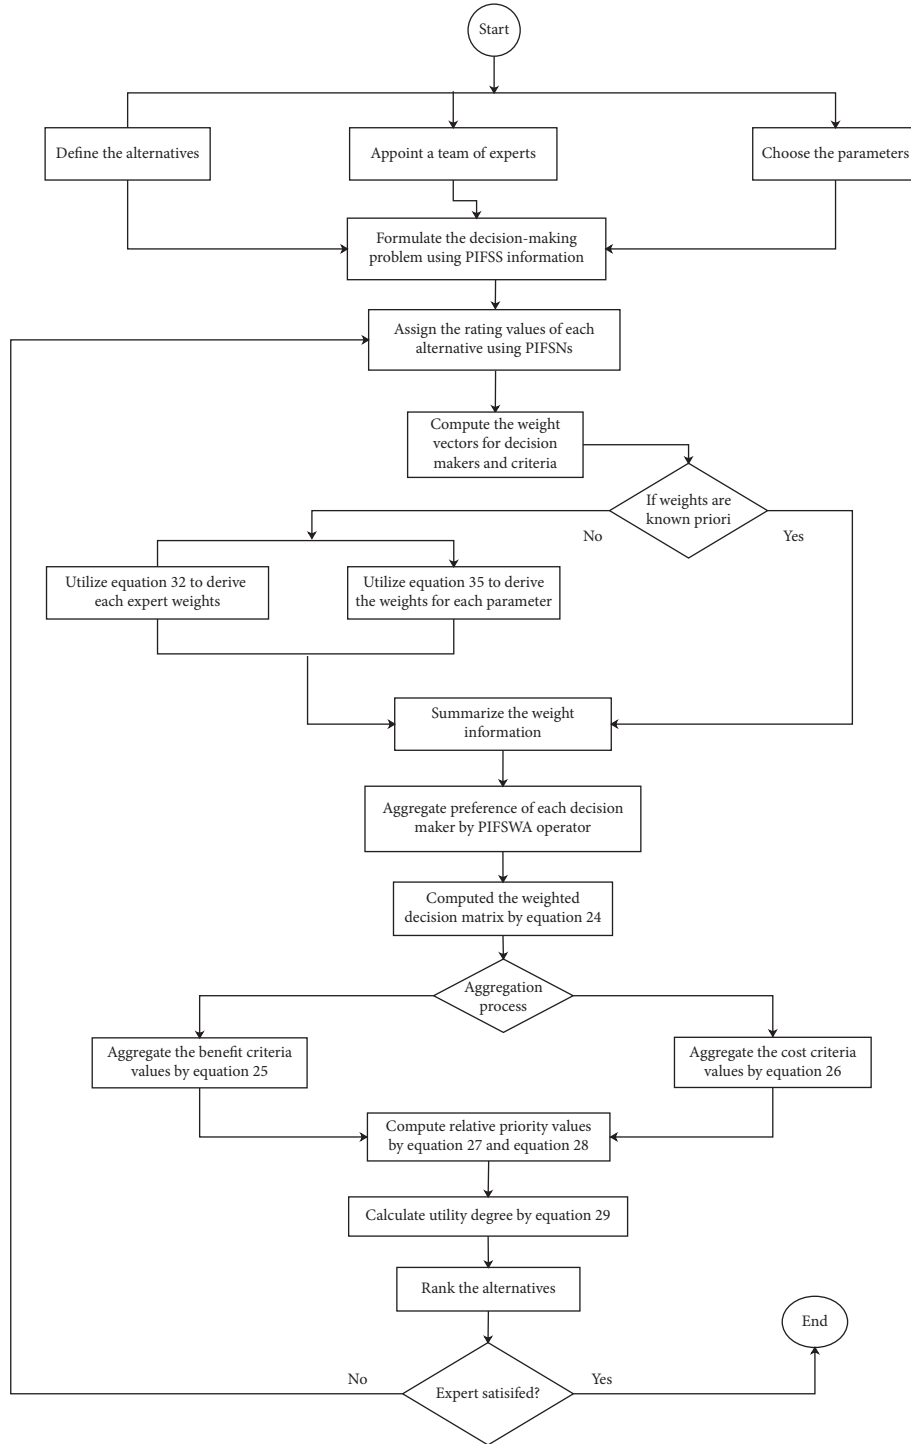 Start
Define the alternatives
Appoint a team of experts
Choose the parameters
Formulate the decision-making
problem using PIFSS information
Assign the rating values of each
alternative using PIFSNs
Compute the weight
vectors for decision
makers and criteria
If weights are
known priori
No
Yes
Utilize equation 32 to derive
each expert weights
Utilize equation 35 to derive
the weights for each parameter
Summarize the weight
information
Aggregate preference of each decision
maker by PIFSWA operator
Computed the weighted
decision matrix by equation 24
Aggregation
process
Aggregate the benefit criteria
values by equation 25
Aggregate the cost criteria
values by equation 26
Compute relative priority values
by equation 27 and equation 28
Calculate utility degree by equation 29
Rank the alternatives
End
No
Yes
Expert satisifed?